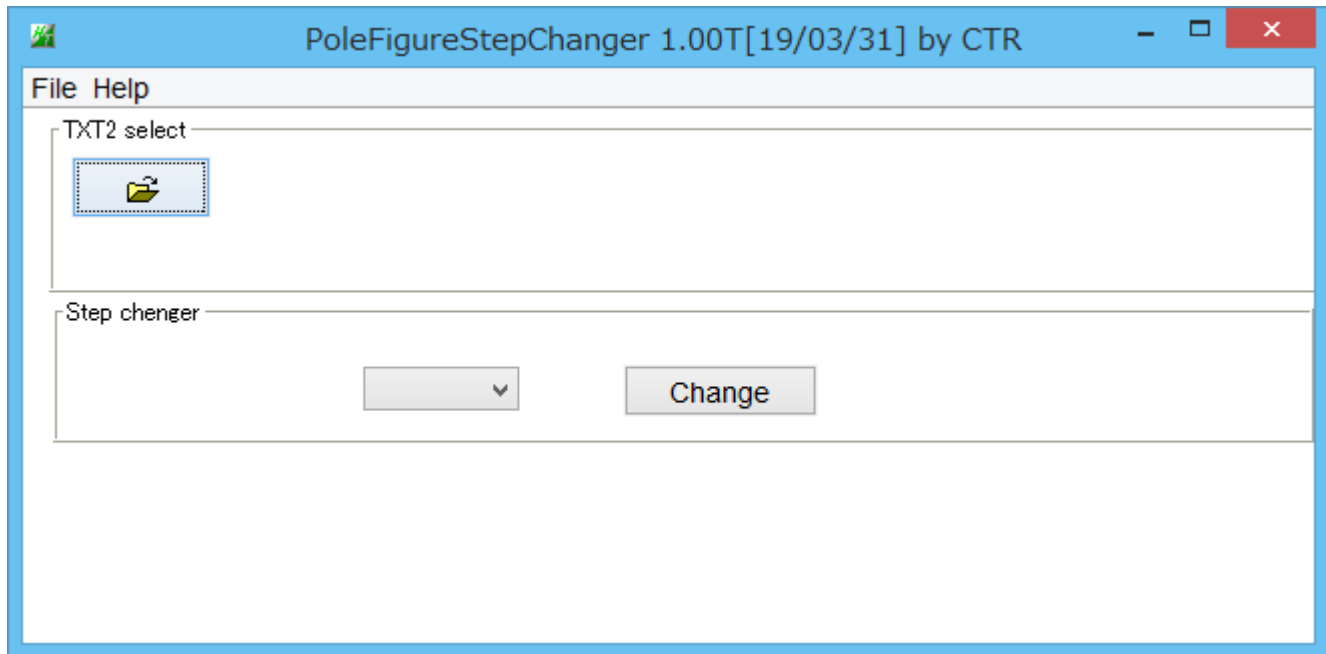 PoleFigureStepChanger 1.00T[19/03/31] by CTR
File Help
TXT2 select
Step chenger
Change